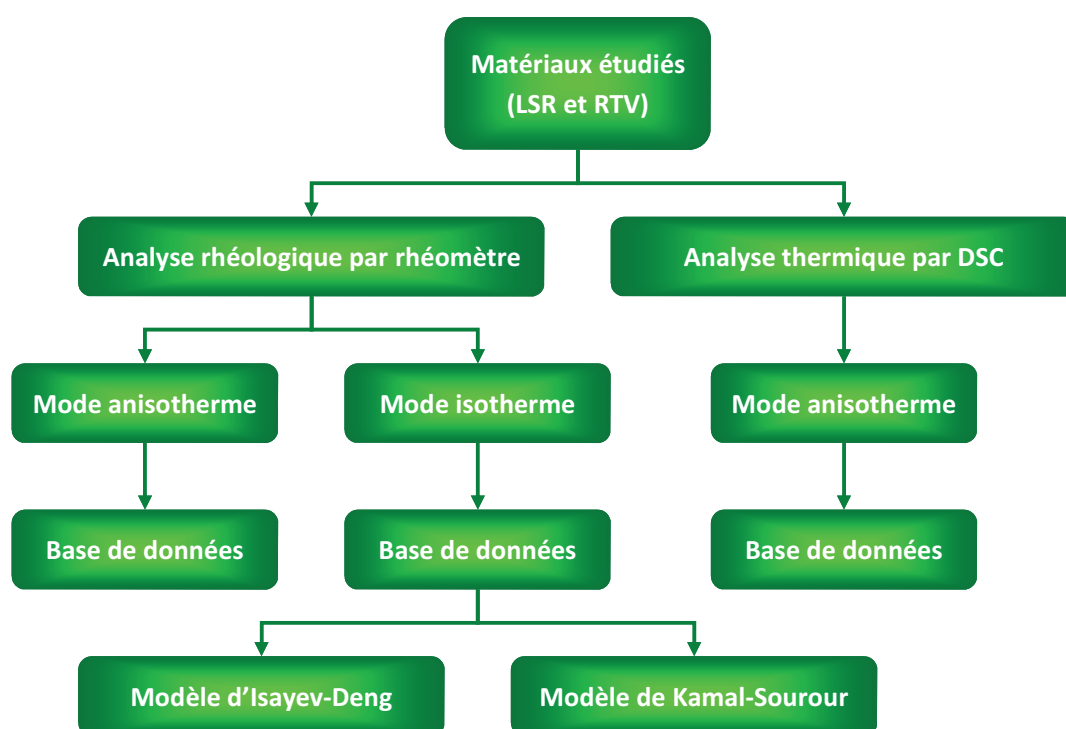 Matériaux étudiés
(LSR et RTV)
Analyse rhéologique par rhéomètre
Analyse thermique par DSC
Mode anisotherme
Mode isotherme
Mode anisotherme
Base de données
Base de données
Base de données
Modèle d’Isayev-Deng
Modèle de Kamal-Sourour